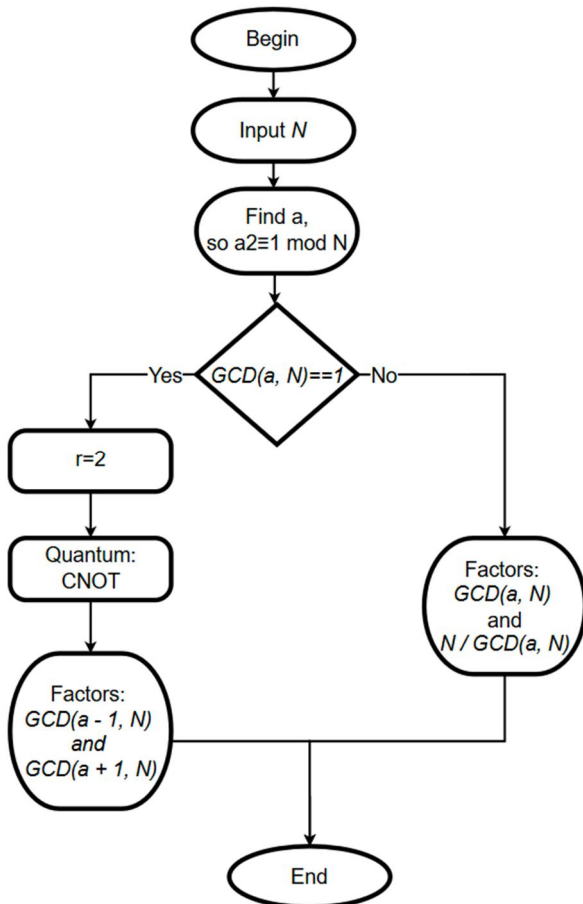 Begin
Input N
Find a,
so a2≡1 mod N
GCD(a, N)==1
Yes
No
r=2
Quantum:
CNOT
Factors:
GCD(a, N)
and
N / GCD(a, N)
Factors:
GCD(a - 1, N)
and
GCD(a + 1, N)
End